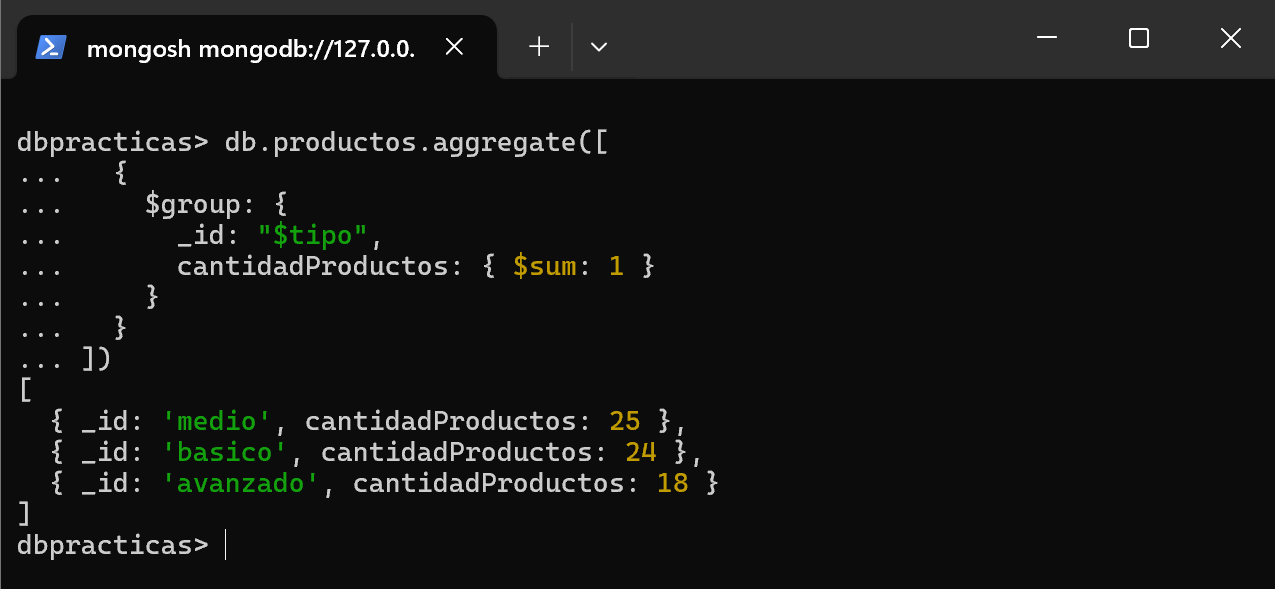 mongosh mongodb://127.0.0.
dbpracticas> db.productos.aggregate([
...   {
...     $group: {
...       _id: "$tipo",
...       cantidadProductos: { $sum: 1 }
...     }
...   }
... ])
[
  { _id: 'medio', cantidadProductos: 25 },
  { _id: 'basico', cantidadProductos: 24 },
  { _id: 'avanzado', cantidadProductos: 18 }
]
dbpracticas>